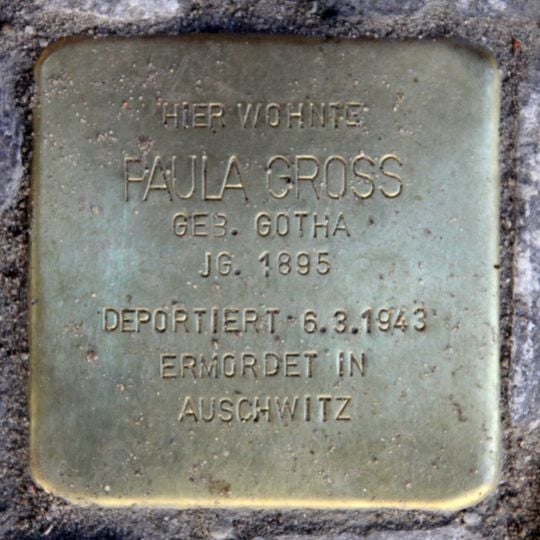 HIER WOHNTE
PAULA GROSS
GEB. GOTHA
JG. 1895
DEPORTIERT 6.3.1943
ERMORDET IN
AUSCHWITZ